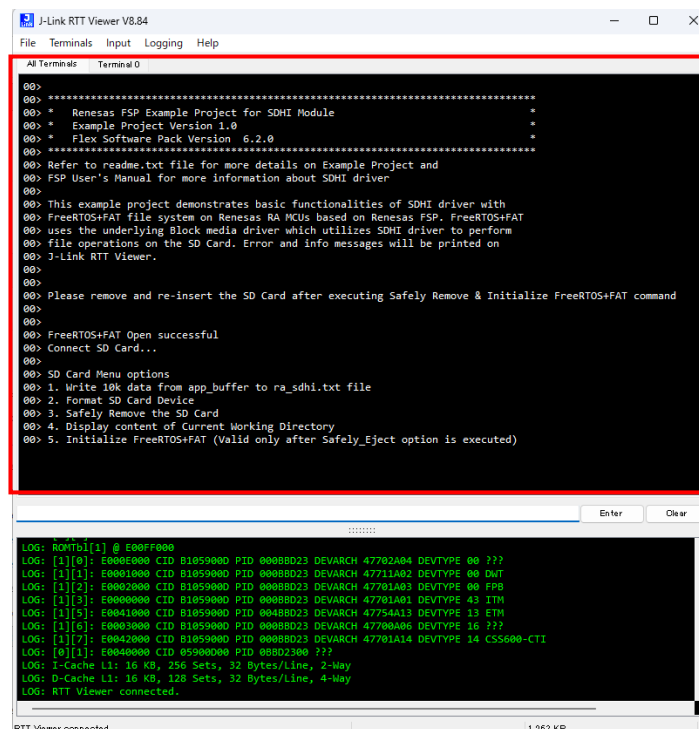 J-Link RTT Viewer V8.84
File Terminals Input Logging Help
All Terminals Terminal 0
00>
00> *********************************************************************************
00> * Renesas FSP Example Project for SDHI Module *
00> * Example Project Version 1.0 *
00> * Flex Software Pack Version 6.2.0 *
00> *********************************************************************************
00> Refer to readme.txt file for more details on Example Project and
00> FSP User's Manual for more information about SDHI driver
00>
00> This example project demonstrates basic functionalities of SDHI driver with
00> FreeRTOS+FAT file system on Renesas RA MCUs based on Renesas FSP. FreeRTOS+FAT
00> uses the underlying Block media driver which utilizes SDHI driver to perform
00> file operations on the SD Card. Error and info messages will be printed on
00> J-Link RTT Viewer.
00>
00>
00> Please remove and re-insert the SD Card after executing Safely Remove & Initialize FreeRTOS+FAT command
00>
00>
00> FreeRTOS+FAT Open successful
00> Connect SD Card...
00>
00> SD Card Menu options
00> 1. Write 10k data from app_buffer to ra_sdhi.txt file
00> 2. Format SD Card Device
00> 3. Safely Remove the SD Card
00> 4. Display content of Current Working Directory
00> 5. Initialize FreeRTOS+FAT (Valid only after Safely_Eject option is executed)
Enter Clear
LOG: ROMTbl[1] @ E00FF000
LOG: [1][0]: E000E000 CID B105900D PID 000BBD23 DEVARCH 47702A04 DEVTYPE 00 ???
LOG: [1][1]: E0001000 CID B105900D PID 000BBD23 DEVARCH 47711A02 DEVTYPE 00 DWT
LOG: [1][2]: E0002000 CID B105900D PID 000BBD23 DEVARCH 47701A03 DEVTYPE 00 FPB
LOG: [1][3]: E0000000 CID B105900D PID 000BBD23 DEVARCH 47701A01 DEVTYPE 43 ITM
LOG: [1][5]: E0041000 CID B105900D PID 004BBD23 DEVARCH 47754A13 DEVTYPE 13 ETM
LOG: [1][6]: E0003000 CID B105900D PID 000BBD23 DEVARCH 47700A06 DEVTYPE 16 ???
LOG: [1][7]: E0042000 CID B105900D PID 000BBD23 DEVARCH 47701A14 DEVTYPE 14 CSS600-CTI
LOG: [0][1]: E0040000 CID 05900D00 PID 0BBD2300 ???
LOG: I-Cache L1: 16 KB, 256 Sets, 32 Bytes/Line, 2-Way
LOG: D-Cache L1: 16 KB, 128 Sets, 32 Bytes/Line, 4-Way
LOG: RTT Viewer connected.
RTT Viewer connected.